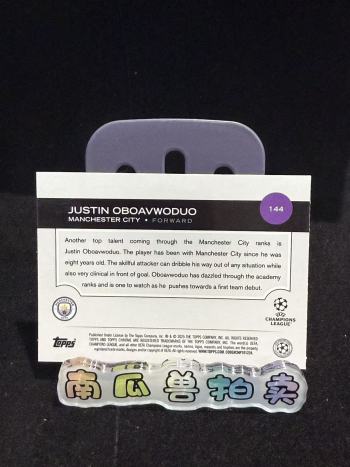 JUSTIN OBOAVWODUO
144
MANCHESTER CITY • FORWARD
Another top talent coming through the Manchester City ranks is
Justin Oboavwoduo. The player has been with Manchester City since he was
eight years old. The skilful attacker can dribble his way out of any situation while
also very clinical in front of goal. Oboavwoduo has dazzled through the academy
ranks and is one to watch as he pushes towards a first team debut.
CHAMPIONS
LEAGUE
Topps
WWW.TOPPS.COM
南瓜兽拍卖